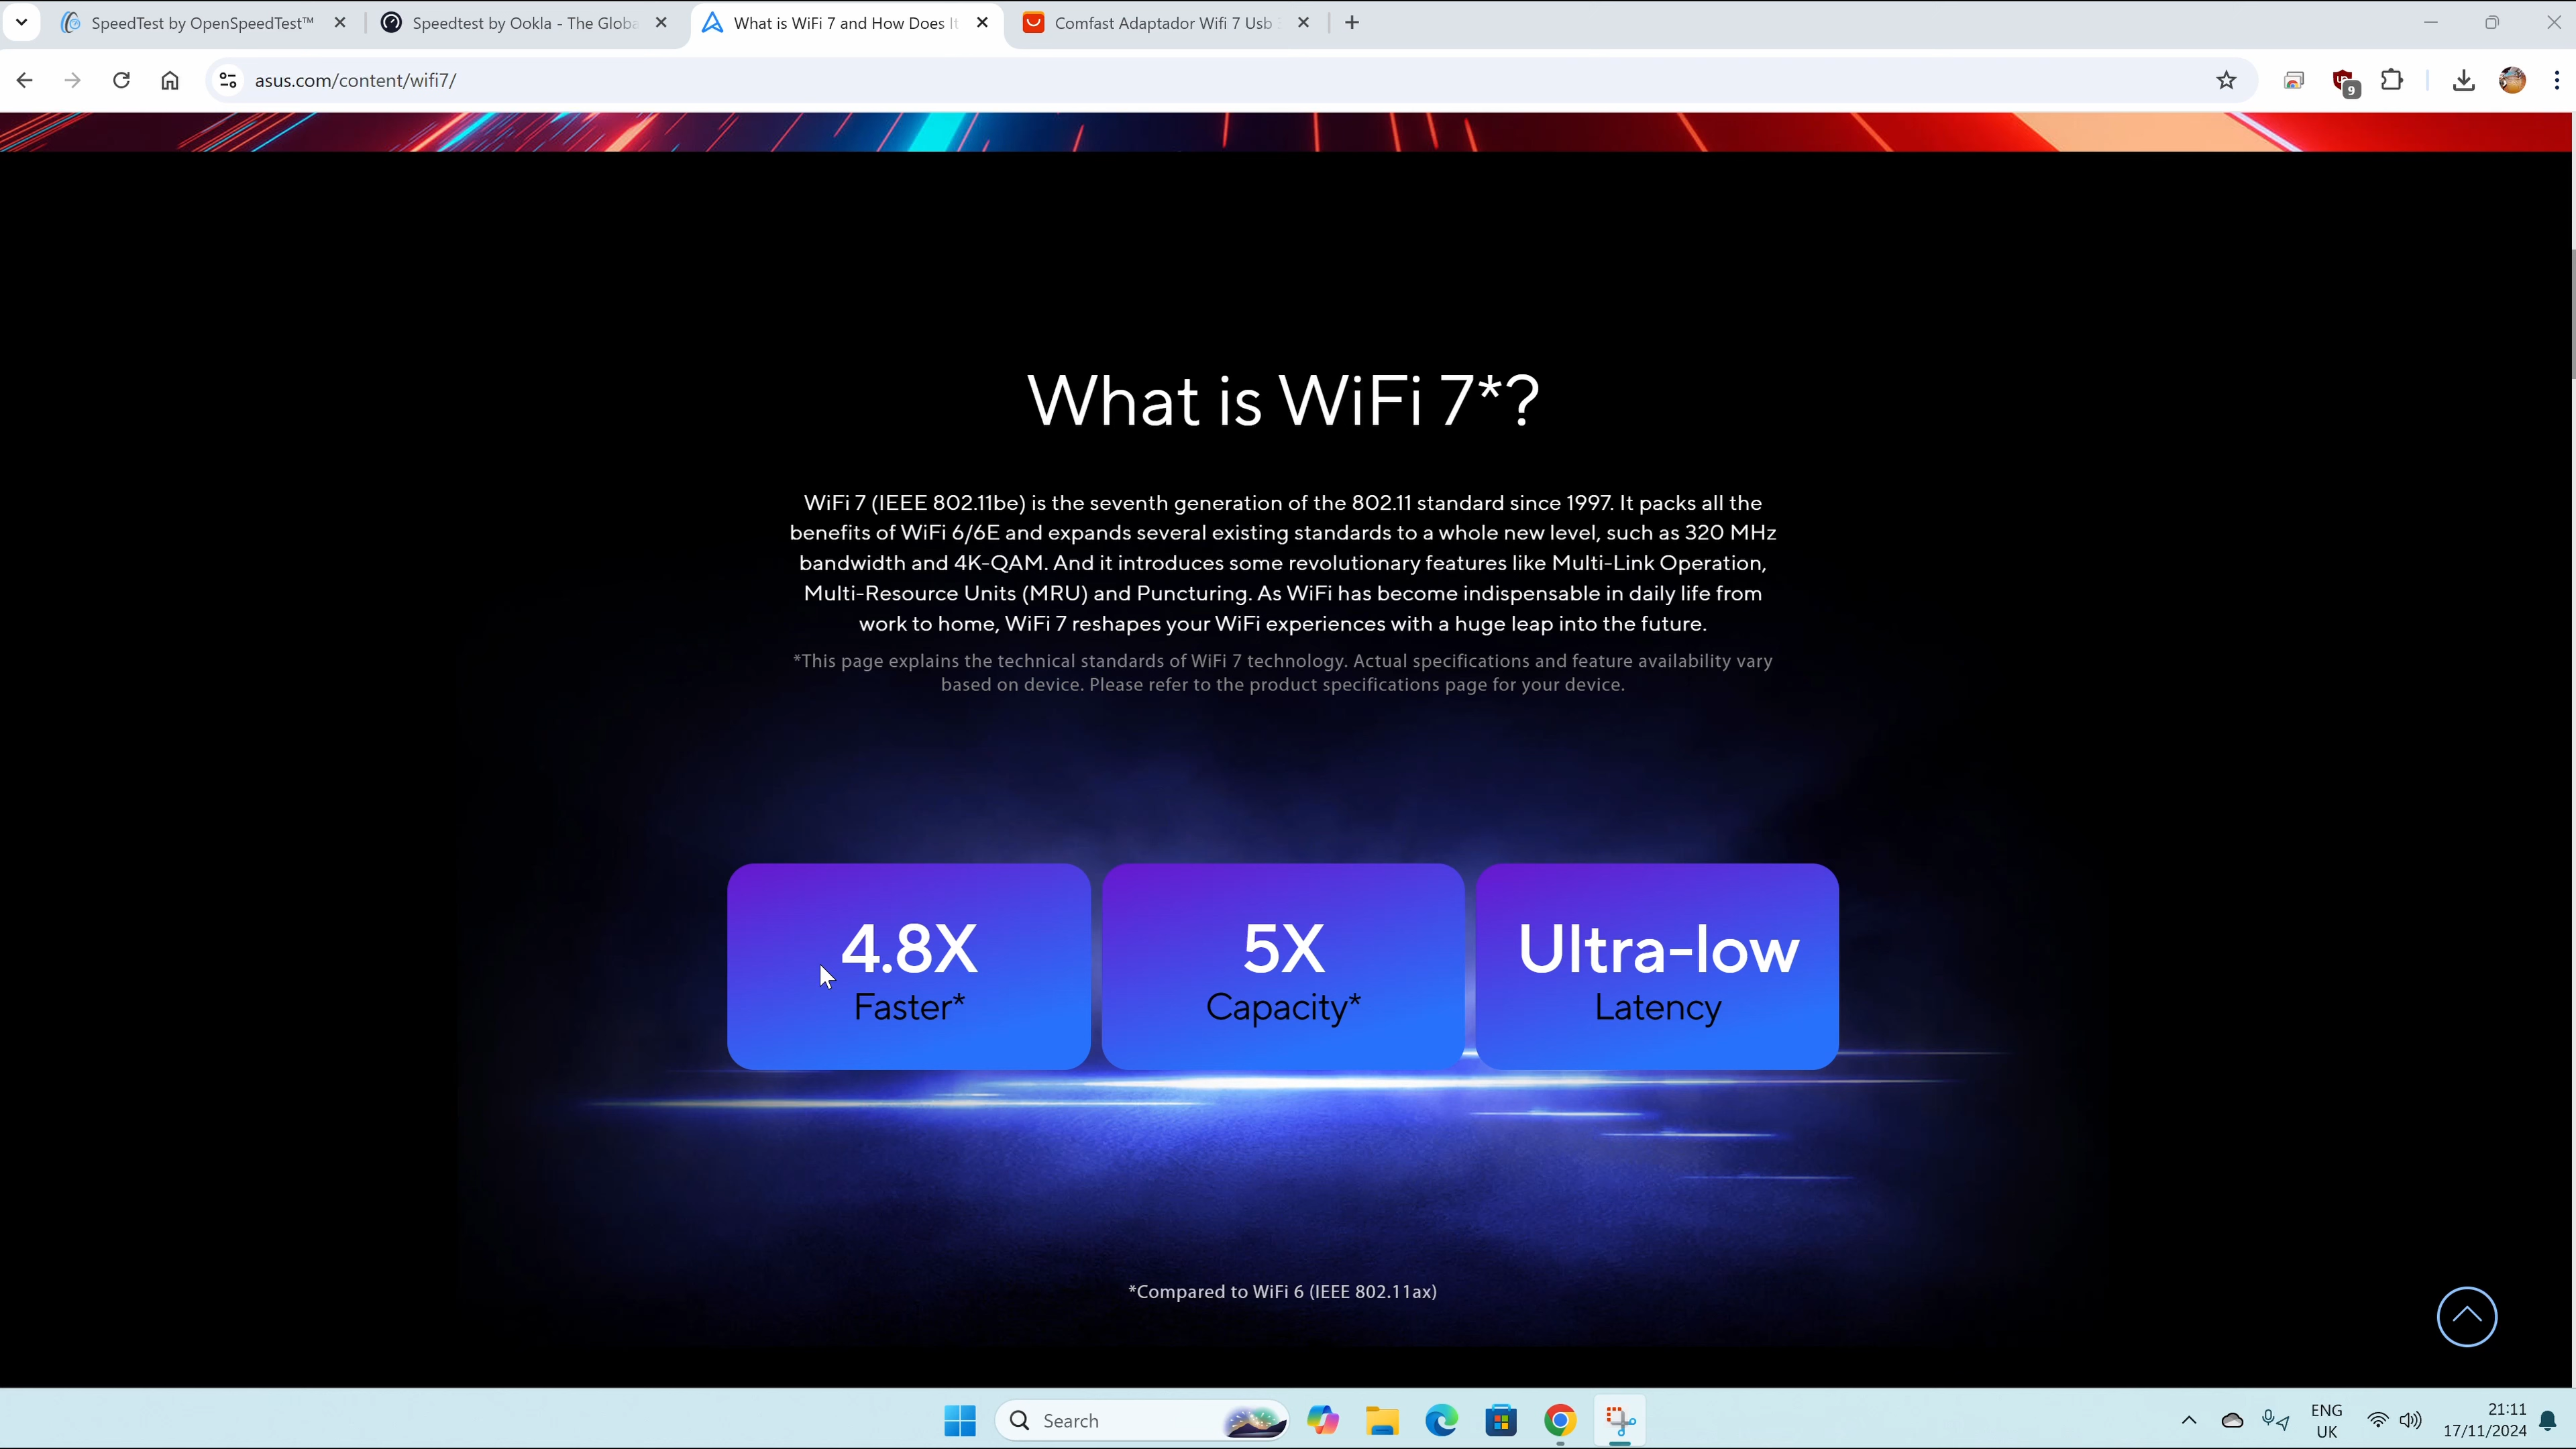 SpeedTest by OpenSpeedTest™
Speedtest by Ookla - The Globa
What is WiFi 7 and How Does It
Comfast Adaptador Wifi 7 Usb
asus.com/content/wifi7/
9
What is WiFi 7*?
WiFi 7 (IEEE 802.11be) is the seventh generation of the 802.11 standard since 1997. It packs all the
benefits of WiFi 6/6E and expands several existing standards to a whole new level, such as 320 MHz
bandwidth and 4K-QAM. And it introduces some revolutionary features like Multi-Link Operation,
Multi-Resource Units (MRU) and Puncturing. As WiFi has become indispensable in daily life from
work to home, WiFi 7 reshapes your WiFi experiences with a huge leap into the future.
*This page explains the technical standards of WiFi 7 technology. Actual specifications and feature availability vary
based on device. Please refer to the product specifications page for your device.
4.8X
Faster*
5X
Capacity*
Ultra-low
Latency
*Compared to WiFi 6 (IEEE 802.11ax)
Search
ENG
UK
21:11
17/11/2024